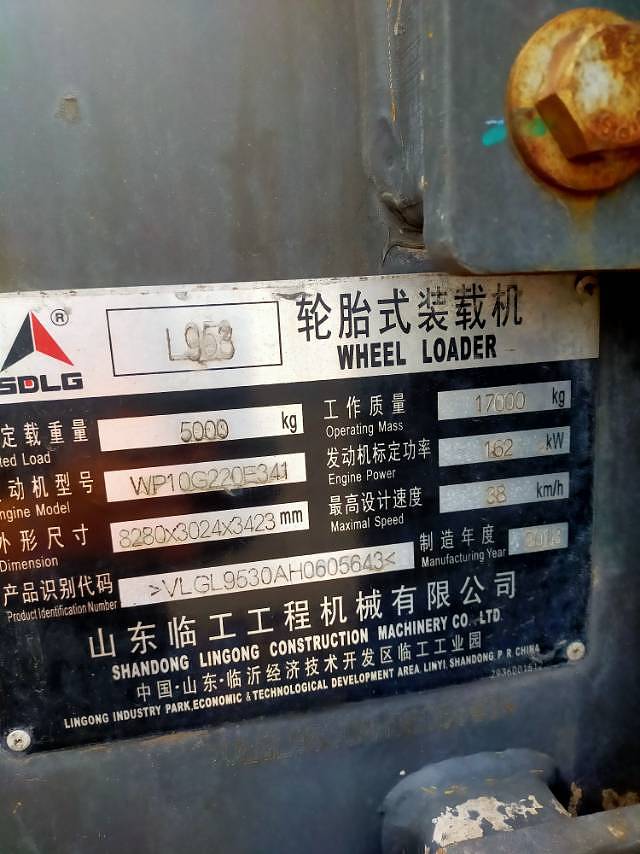 ®
SDLG
L953
轮胎式装载机
WHEEL LOADER
定载重量 5000 kg
ted Load
工作质量 17000 kg
Operating Mass
动机型号 WP10G220E341
ngine Model
发动机标定功率 162 kW
Engine Power
外形尺寸 8280x3024x3423 mm
Dimension
最高设计速度 38 km/h
Maximal Speed
产品识别代码 >VLGL9530AH0605643<
Product Identification Number
制造年度
Manufacturing Year
山东临工工程机械有限公司
SHANDONG LINGONG CONSTRUCTION MACHINERY CO., LTD.
中国·山东·临沂经济技术开发区临工工业园
LINGONG INDUSTRY PARK,ECONOMIC & TECHNOLOGICAL DEVELOPMENT AREA, LINYI, SHANDONG, P. R. CHINA